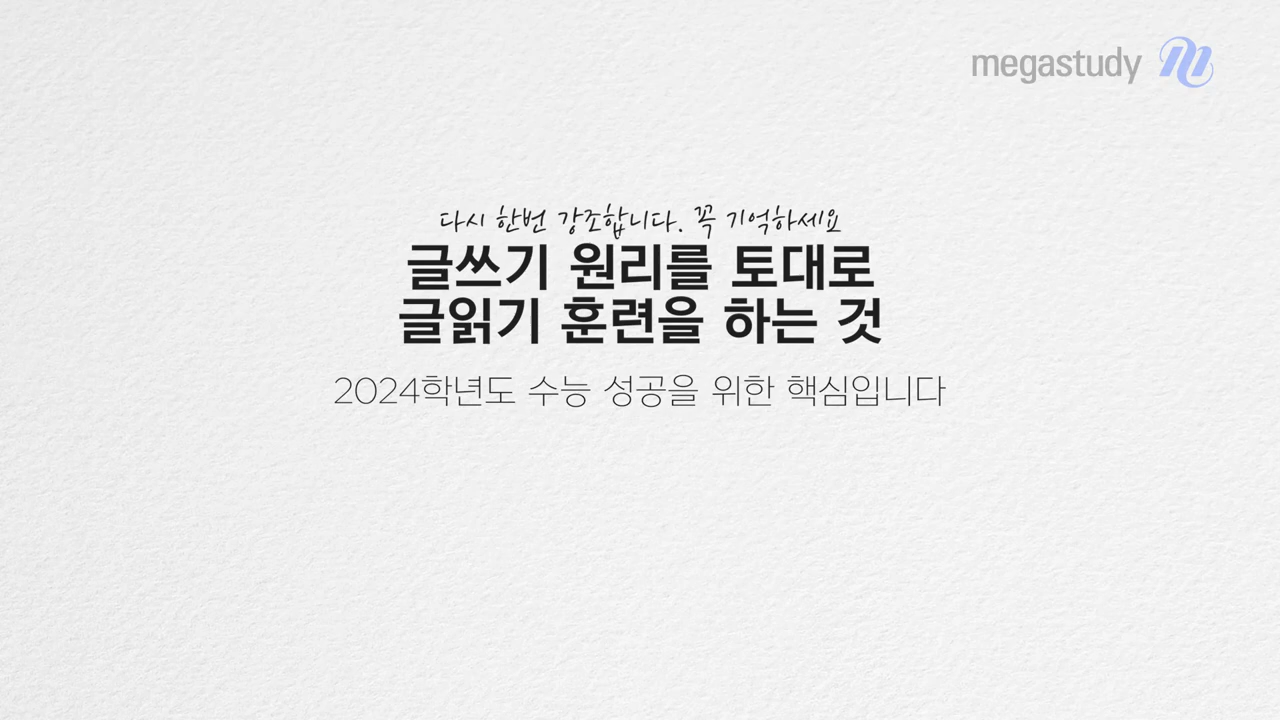 megastudy
다시 한번 강조합니다. 꼭 기억하세요
글쓰기 원리를 토대로
글읽기 훈련을 하는 것
2024학년도 수능 성공을 위한 핵심입니다